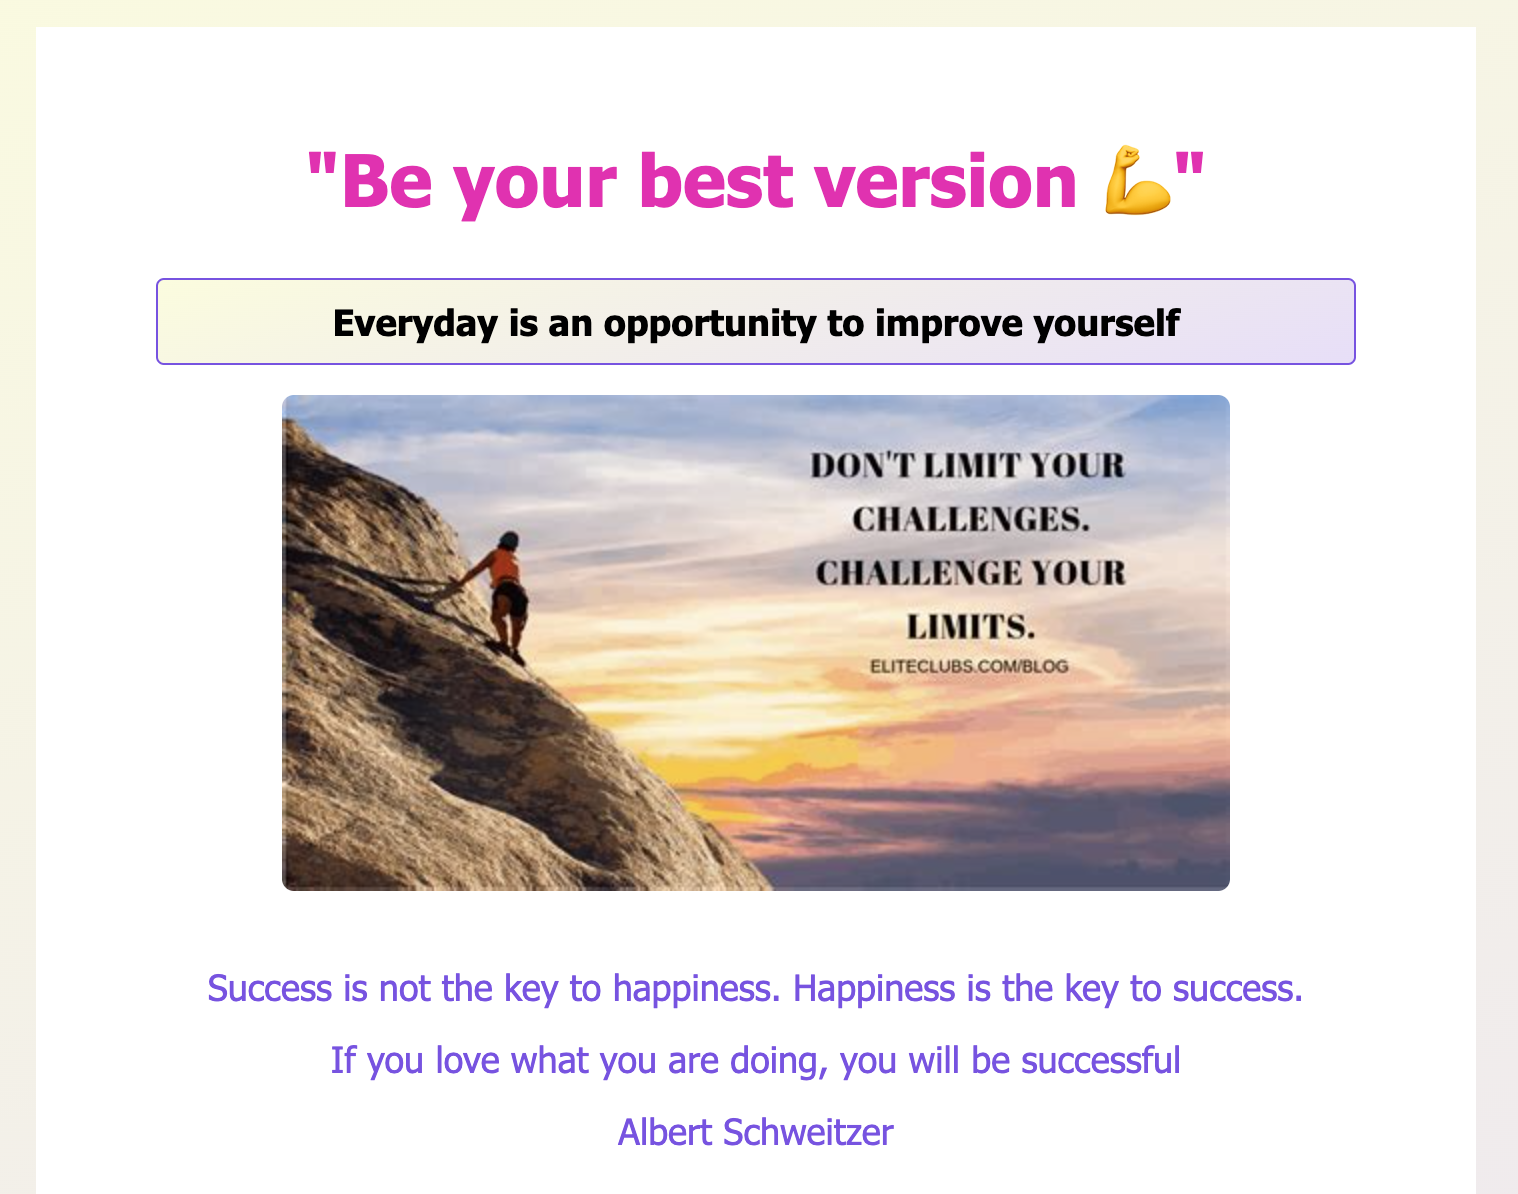 "Be your best version 💪"
Everyday is an opportunity to improve yourself
DON'T LIMIT YOUR
CHALLENGES.
CHALLENGE YOUR
LIMITS.
ELITECLUBS.COM/BLOG
Success is not the key to happiness. Happiness is the key to success.
If you love what you are doing, you will be successful
Albert Schweitzer